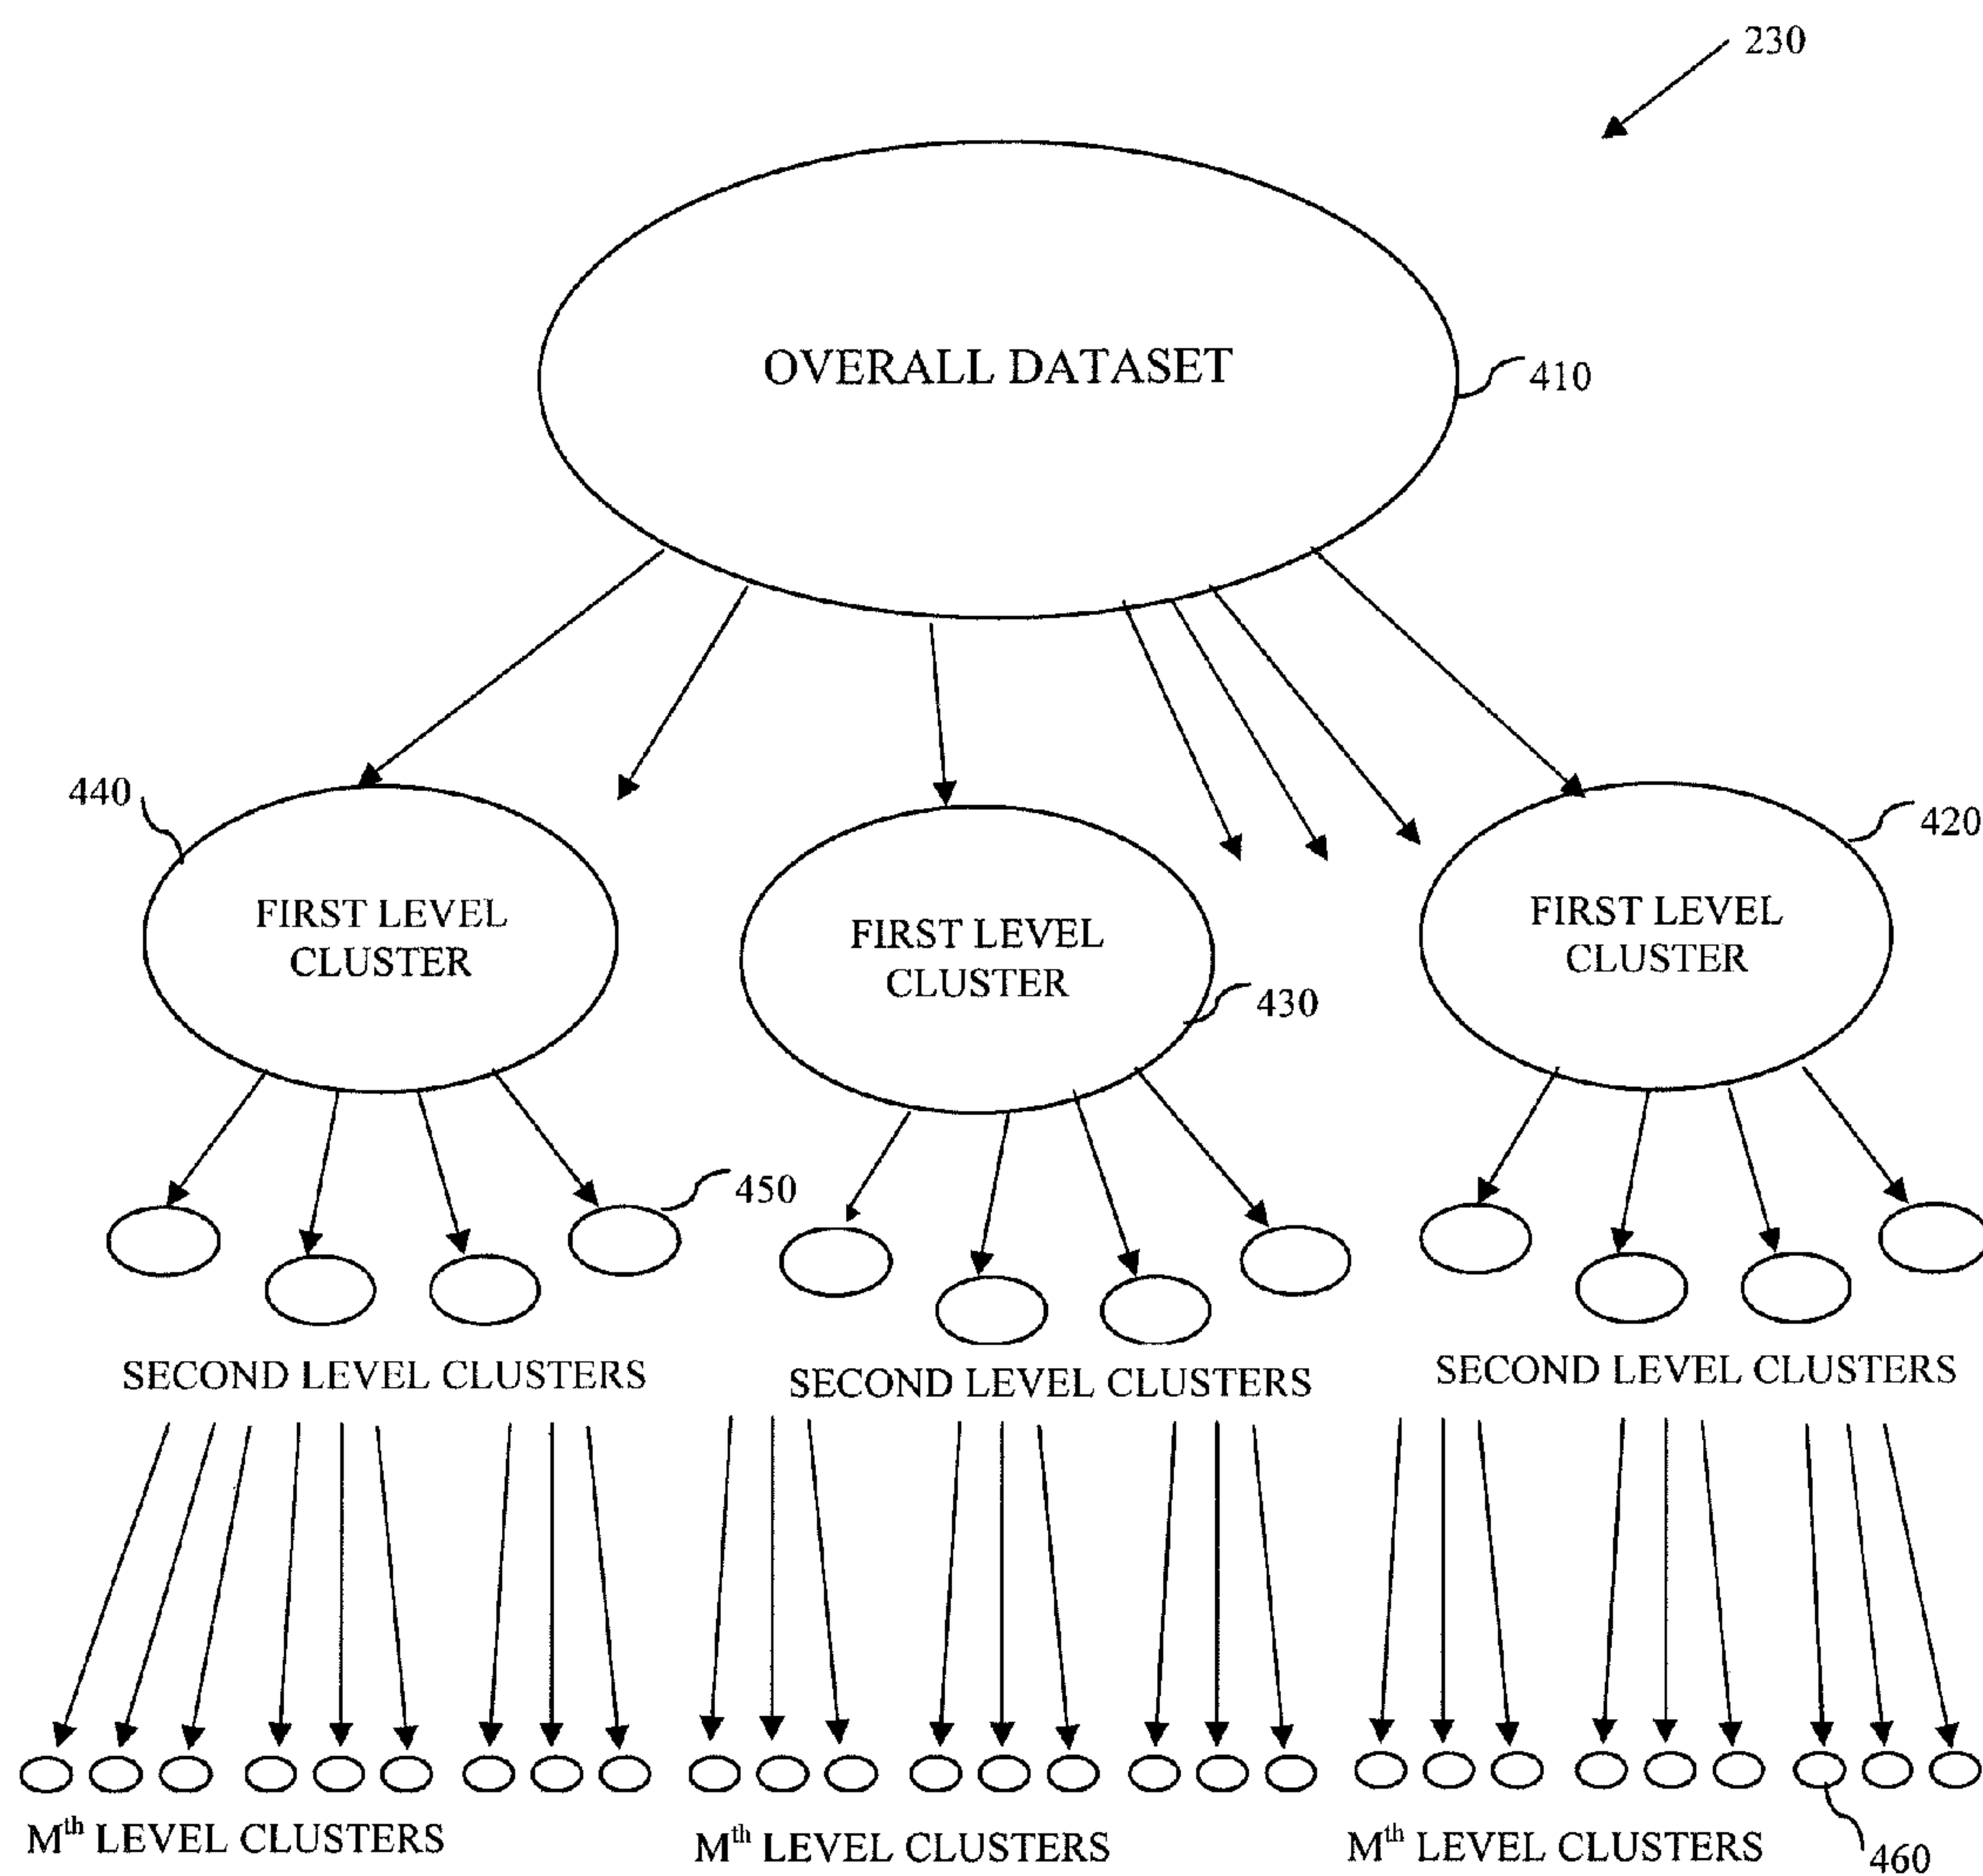 230
OVERALL DATASET
410
440
420
FIRST LEVEL
CLUSTER
FIRST LEVEL
CLUSTER
FIRST LEVEL
CLUSTER
430
450
SECOND LEVEL CLUSTERS
SECOND LEVEL CLUSTERS
SECOND LEVEL CLUSTERS
Mth LEVEL CLUSTERS
Mth LEVEL CLUSTERS
Mth LEVEL CLUSTERS
460